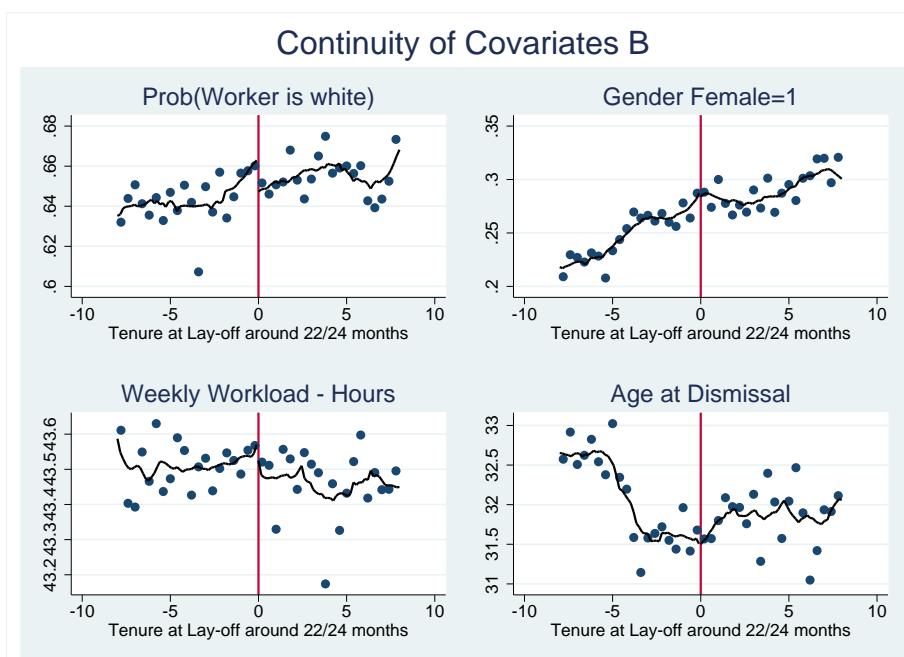 Continuity of Covariates B
Prob(Worker is white)
.68
.66
.64
.62
.6
-10 -5 0 5 10
Tenure at Lay-off around 22/24 months
Gender Female=1
.35
.3
.25
.2
-10 -5 0 5 10
Tenure at Lay-off around 22/24 months
Weekly Workload - Hours
43.243.343.443.543.6
-10 -5 0 5 10
Tenure at Lay-off around 22/24 months
Age at Dismissal
33
32.5
32
31.5
31
-10 -5 0 5 10
Tenure at Lay-off around 22/24 months